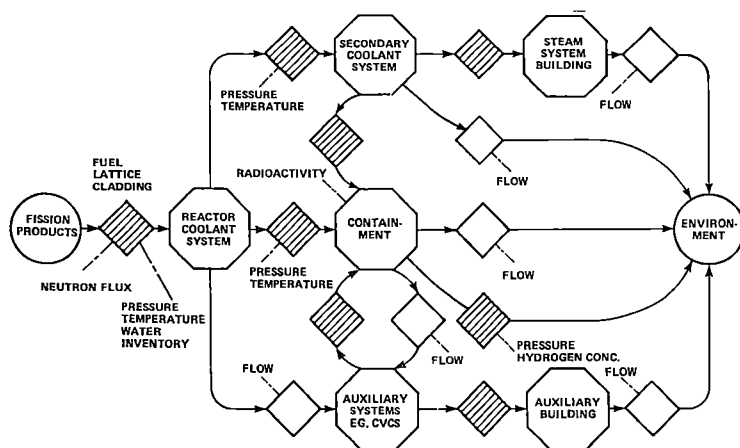 SECONDARY
COOLANT
SYSTEM
STEAM
SYSTEM
BUILDING
PRESSURE
TEMPERATURE
FLOW
FLOW
RADIOACTIVITY
FUEL
LATTICE
CLADDING
FISSION
PRODUCTS
REACTOR
COOLANT
SYSTEM
CONTAIN-
MENT
ENVIRON-
MENT
NEUTRON FLUX
PRESSURE
TEMPERATURE
WATER
INVENTORY
PRESSURE
TEMPERATURE
FLOW
FLOW
PRESSURE
HYDROGEN CONC.
FLOW
FLOW
AUXILIARY
SYSTEMS
EG, CVCS
AUXILIARY
BUILDING